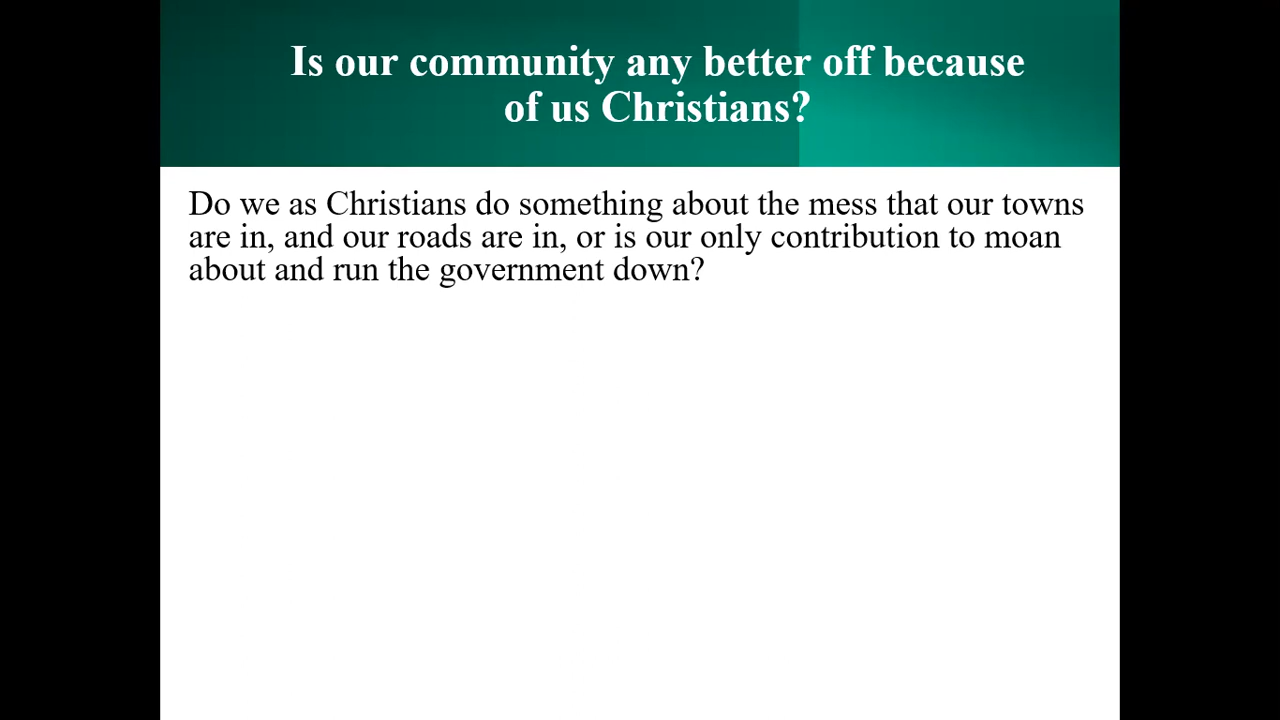 Is our community any better off because
of us Christians?
Do we as Christians do something about the mess that our towns
are in, and our roads are in, or is our only contribution to moan
about and run the government down?